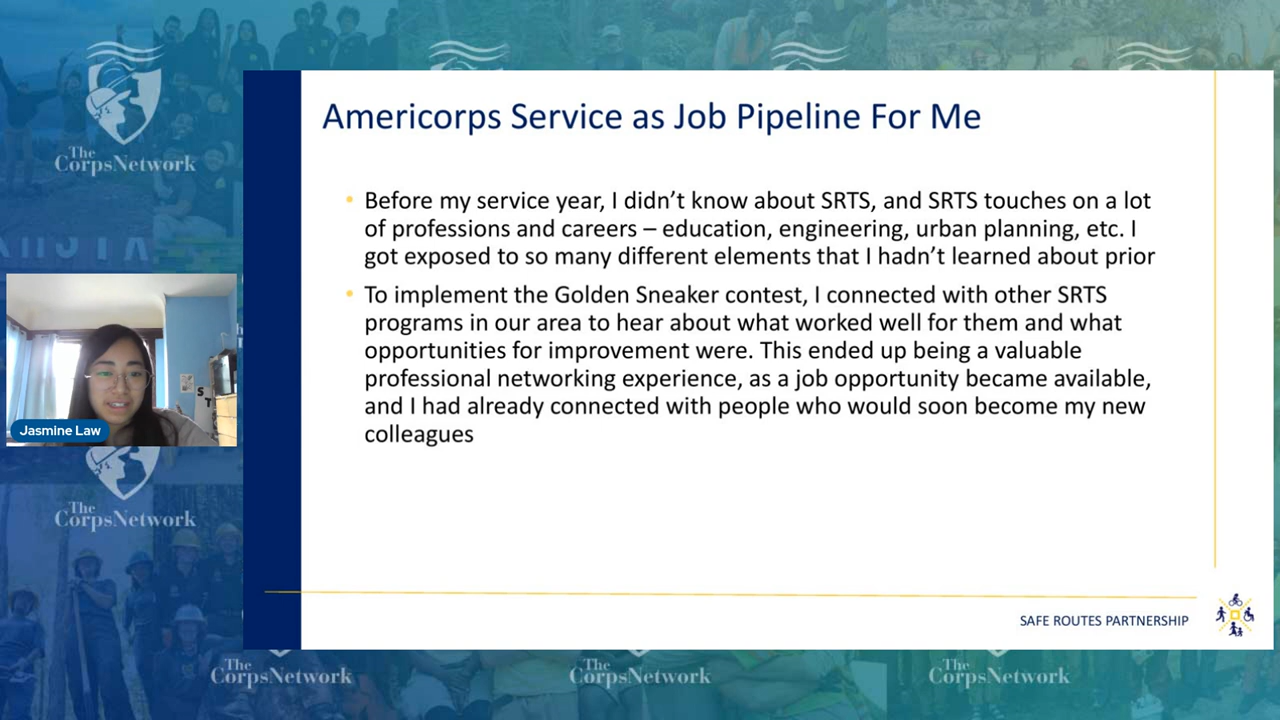 The
CorpsNetwork
Americorps Service as Job Pipeline For Me
• Before my service year, I didn’t know about SRTS, and SRTS touches on a lot
of professions and careers – education, engineering, urban planning, etc. I
got exposed to so many different elements that I hadn’t learned about prior
• To implement the Golden Sneaker contest, I connected with other SRTS
programs in our area to hear about what worked well for them and what
opportunities for improvement were. This ended up being a valuable
professional networking experience, as a job opportunity became available,
and I had already connected with people who would soon become my new
colleagues
Jasmine Law
The
CorpsNetwork
SAFE ROUTES PARTNERSHIP
The
CorpsNetwork
The
CorpsNetwork
The
CorpsNetwork